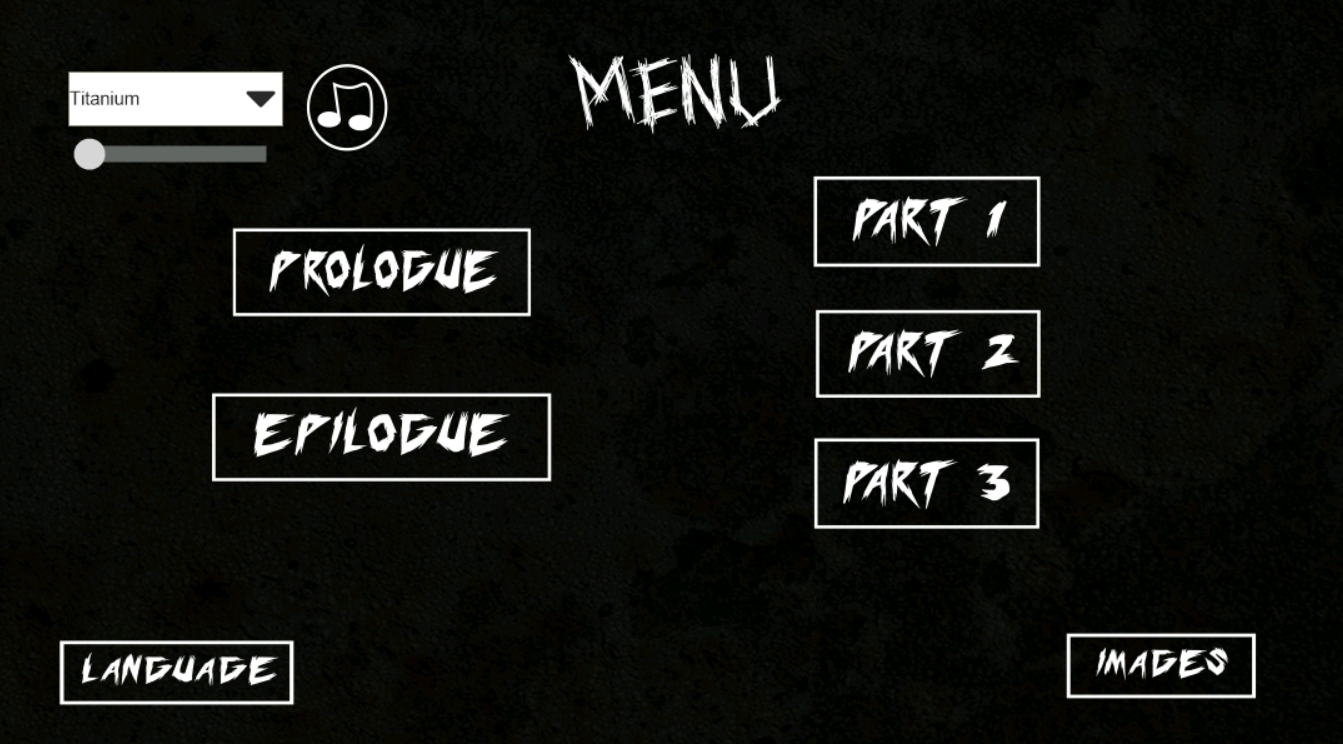 MENU
Titanium
PROLOGUE
EPILOGUE
PART 1
PART 2
PART 3
LANGUAGE
IMAGES